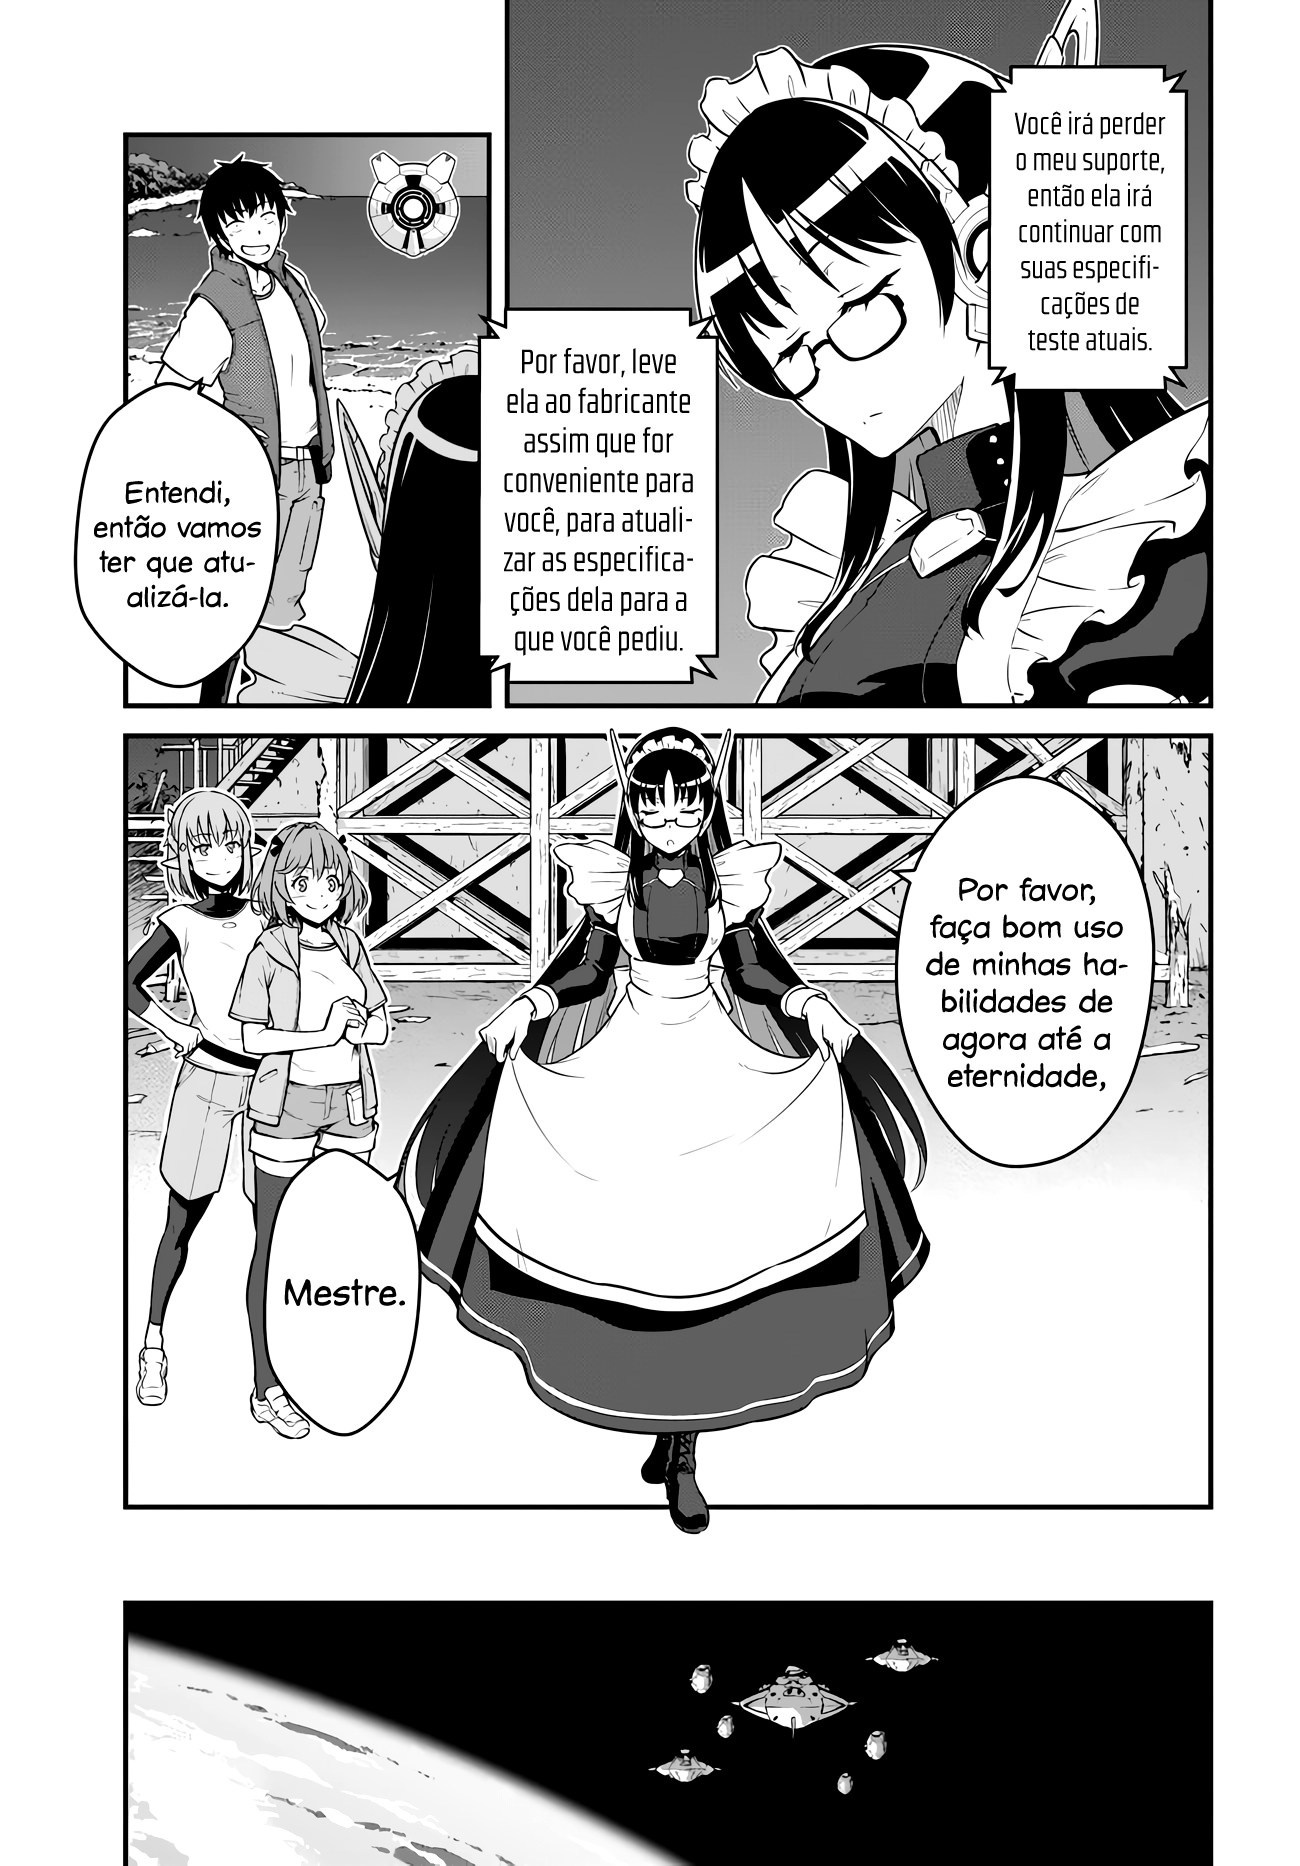 Você irá perder
o meu suporte,
então ela irá
continuar com
suas especifi-
cações de
teste atuais.
Por favor, leve
ela ao fabricante
assim que for
conveniente para
você, para atuali-
zar as especifica-
ções dela para a
que você pediu.
Entendi,
então vamos
ter que atu-
alizá-la.
Por favor,
faça bom uso
de minhas ha-
bilidades de
agora até a
eternidade,
Mestre.